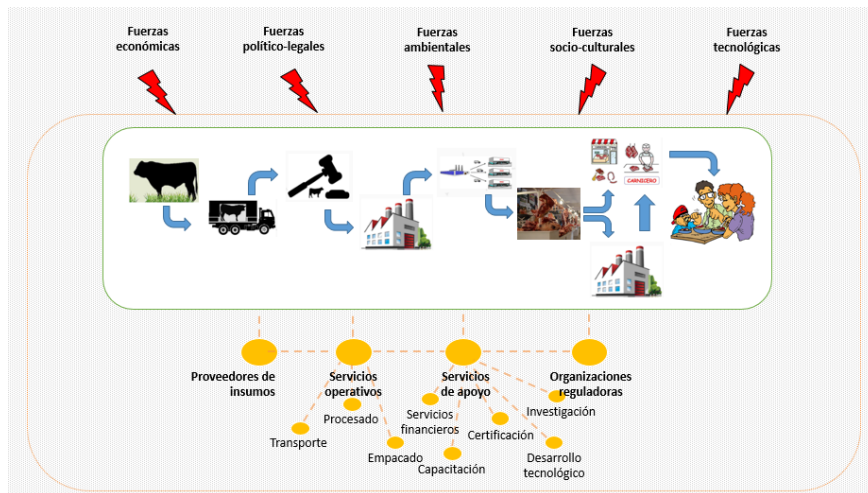 Fuerzas
económicas
Fuerzas
político-legales
Fuerzas
ambientales
Fuerzas
socio-culturales
Fuerzas
tecnológicas
CARNICERO
Proveedores de
insumos
Servicios
operativos
Servicios
de apoyo
Organizaciones
reguladoras
Transporte
Procesado
Empacado
Servicios
financieros
Capacitación
Certificación
Investigación
Desarrollo
tecnológico